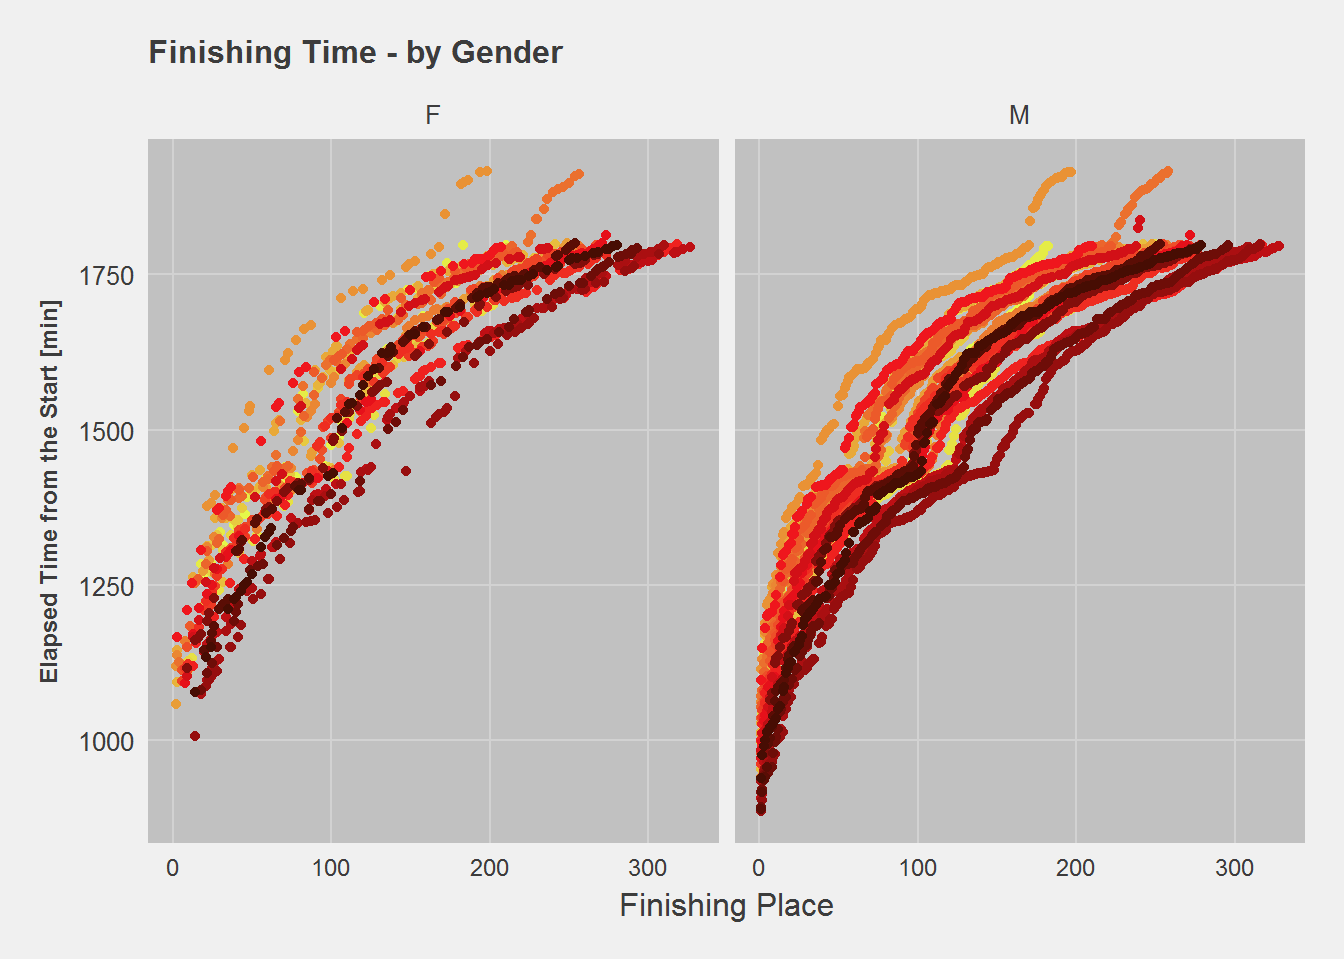 Finishing Time - by Gender
F
M
Elapsed Time from the Start [min]
1750
1500
1250
1000
0 100 200 300
0 100 200 300
Finishing Place